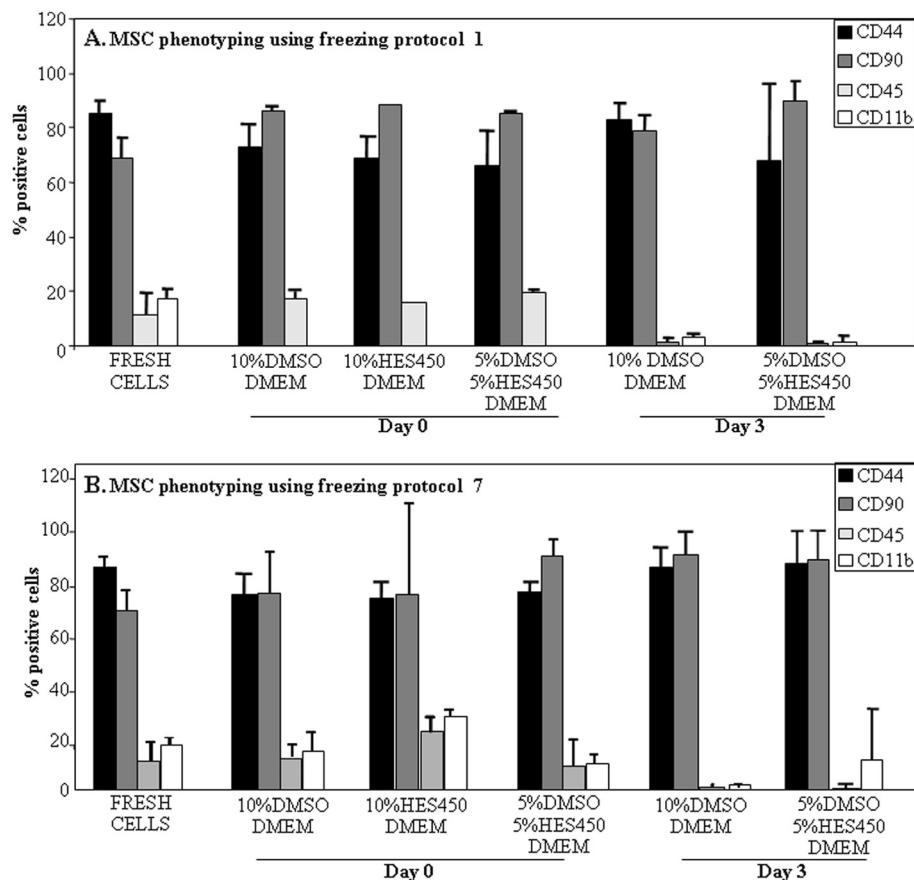 A. MSC phenotyping using freezing protocol 1
CD44
CD90
CD45
CD11b
% positive cells
120
100
80
60
40
20
0
FRESH CELLS
10%DMSO DMEM
10%HES450 DMEM
5%DMSO 5%HES450 DMEM
10% DMSO DMEM
5%DMSO 5%HES450 DMEM
Day 0
Day 3
B. MSC phenotyping using freezing protocol 7
CD44
CD90
CD45
CD11b
% positive cells
120
100
80
60
40
20
0
FRESH CELLS
10%DMSO DMEM
10%HES450 DMEM
5%DMSO 5%HES450 DMEM
10%DMSO DMEM
5%DMSO 5%HES450 DMEM
Day 0
Day 3